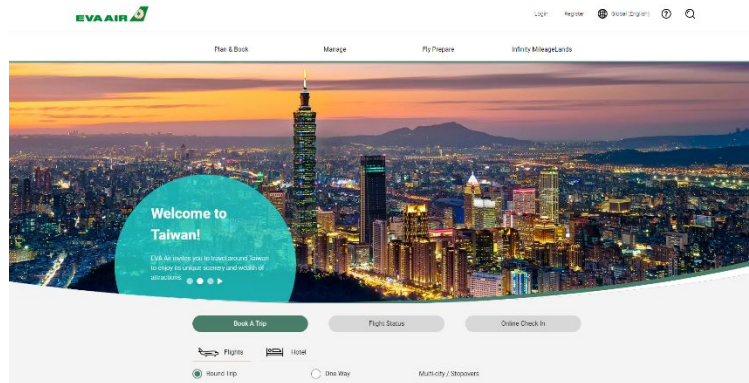 EVA AIR
Login Register Global (English)
Plan & Book Manage Fly Prepare Infinity MileageLands
Welcome to
Taiwan!
EVA Air invites you to travel around Taiwan
to enjoy its unique scenery and wealth of
attractions.
Book A Trip Flight Status Online Check In
Flights Hotel
Round Trip One Way Multi-city / Stopovers